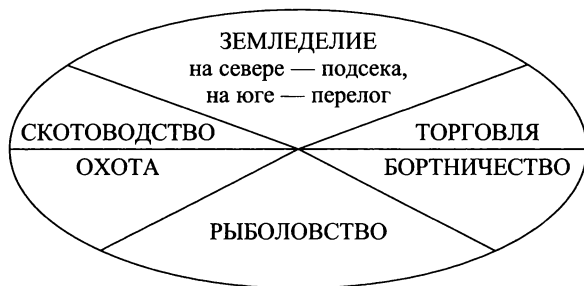 ЗЕМЛЕДЕЛИЕ
на севере — подсека,
на юге — перелог
СКОТОВОДСТВО
ТОРГОВЛЯ
ОХОТА
БОРТНИЧЕСТВО
РЫБОЛОВСТВО